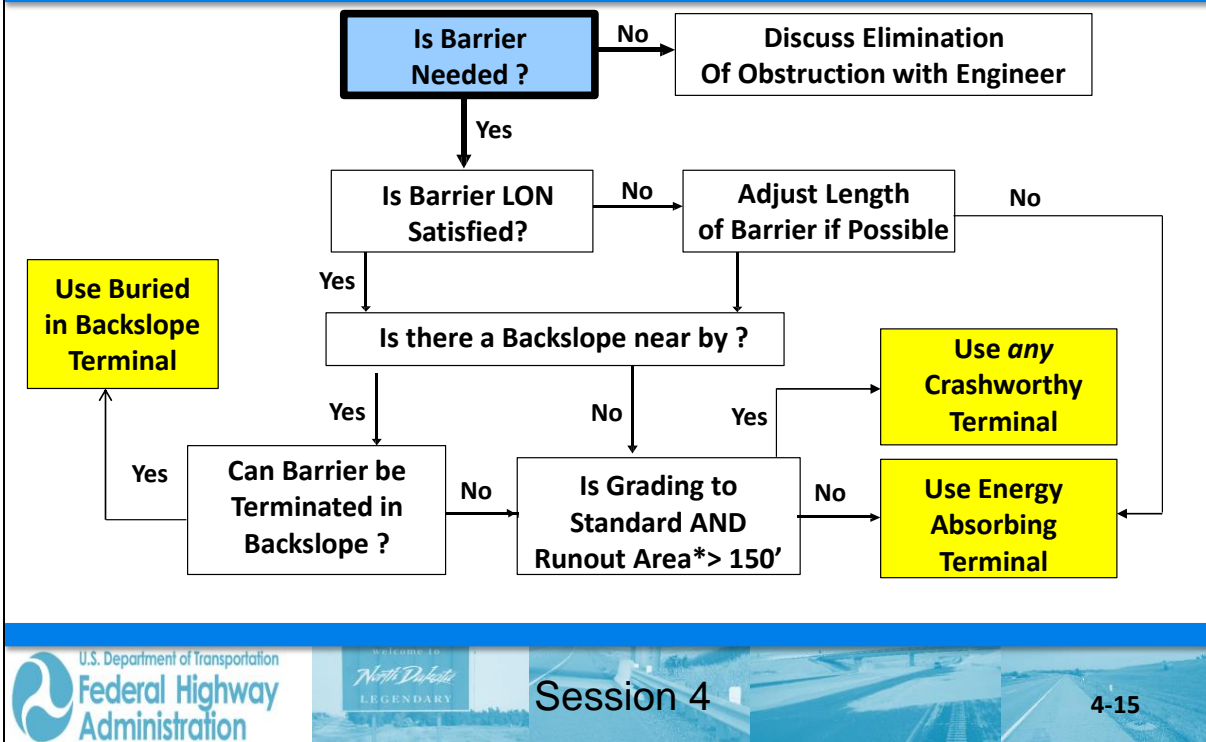 Is Barrier
Needed ?
No
Discuss Elimination
Of Obstruction with Engineer
Yes
Is Barrier LON
Satisfied?
No
Adjust Length
of Barrier if Possible
No
Yes
Use Buried
in Backslope
Terminal
Is there a Backslope near by ?
Use any
Crashworthy
Terminal
Yes
No
Yes
Yes
Can Barrier be
Terminated in
Backslope ?
No
Is Grading to
Standard AND
Runout Area*> 150’
No
Use Energy
Absorbing
Terminal
U.S. Department of Transportation
Federal Highway
Administration
welcome to
North Dakota
LEGENDARY
Session 4
4-15